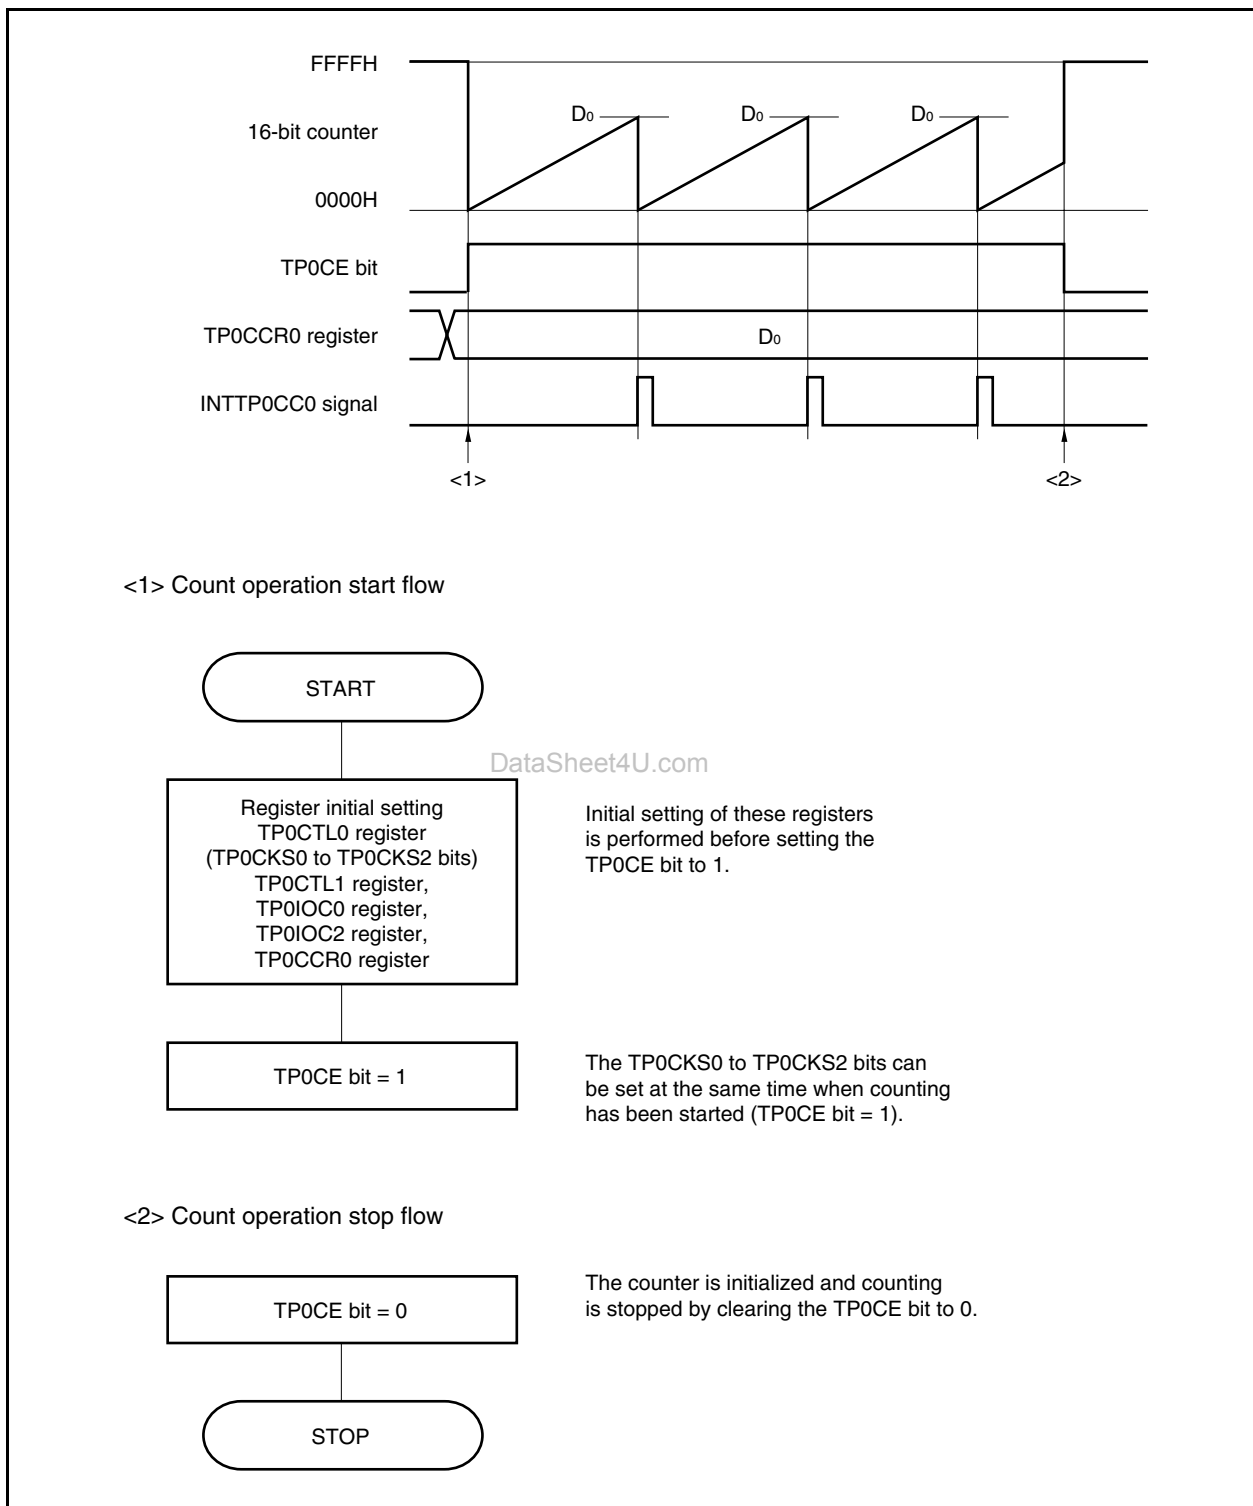 FFFFH
D0 D0 D0
16-bit counter
0000H
TP0CE bit
TP0CCR0 register
D0
INTTP0CC0 signal
<1> <2>
<1> Count operation start flow
START
DataSheet4U.com
Register initial setting
TP0CTL0 register
(TP0CKS0 to TP0CKS2 bits)
TP0CTL1 register,
TP0IOC0 register,
TP0IOC2 register,
TP0CCR0 register
Initial setting of these registers
is performed before setting the
TP0CE bit to 1.
TP0CE bit = 1
The TP0CKS0 to TP0CKS2 bits can
be set at the same time when counting
has been started (TP0CE bit = 1).
<2> Count operation stop flow
TP0CE bit = 0
The counter is initialized and counting
is stopped by clearing the TP0CE bit to 0.
STOP